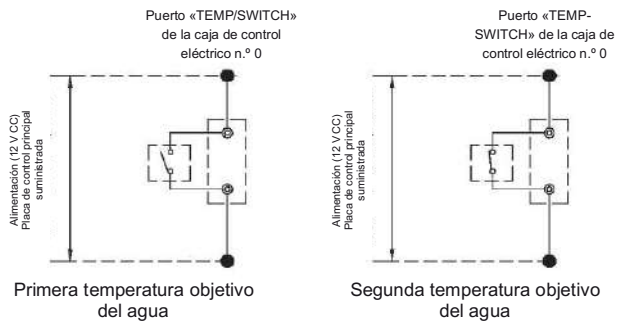 Puerto «TEMP/SWITCH»
de la caja de control
eléctrico n.º 0
Alimentación (12 V CC)
Placa de control principal
suministrada
Primera temperatura objetivo
del agua
Puerto «TEMP-
SWITCH» de la caja de
control eléctrico n.º 0
Alimentación (12 V CC)
Placa de control principal
suministrada
Segunda temperatura objetivo
del agua